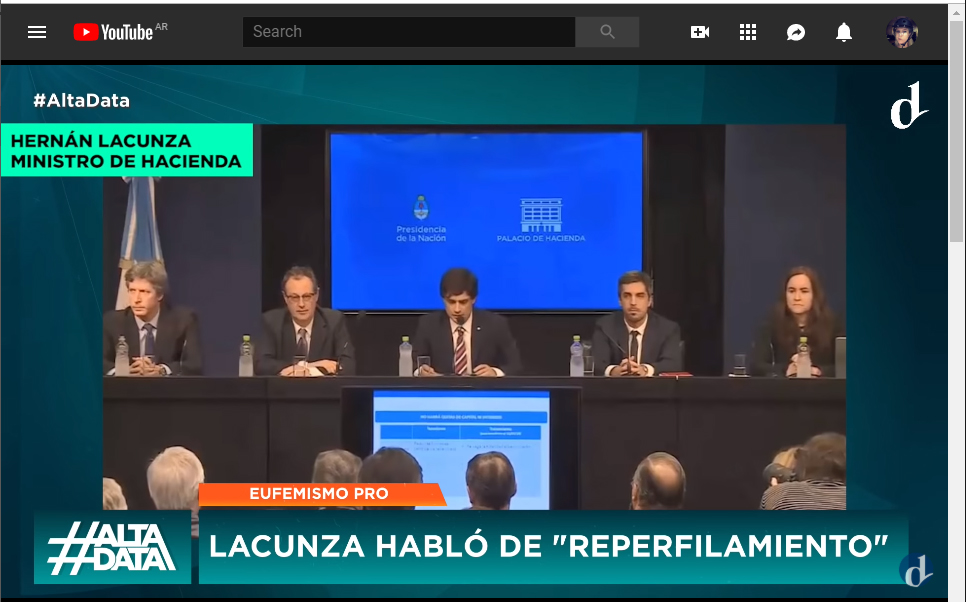 YouTube AR
Search
#AltaData
HERNÁN LACUNZA
MINISTRO DE HACIENDA
Presidencia
de la Nación
PALACIO DE HACIENDA
EUFEMISMO PRO
#ALTA
DATA
LACUNZA HABLÓ DE "REPERFILAMIENTO"